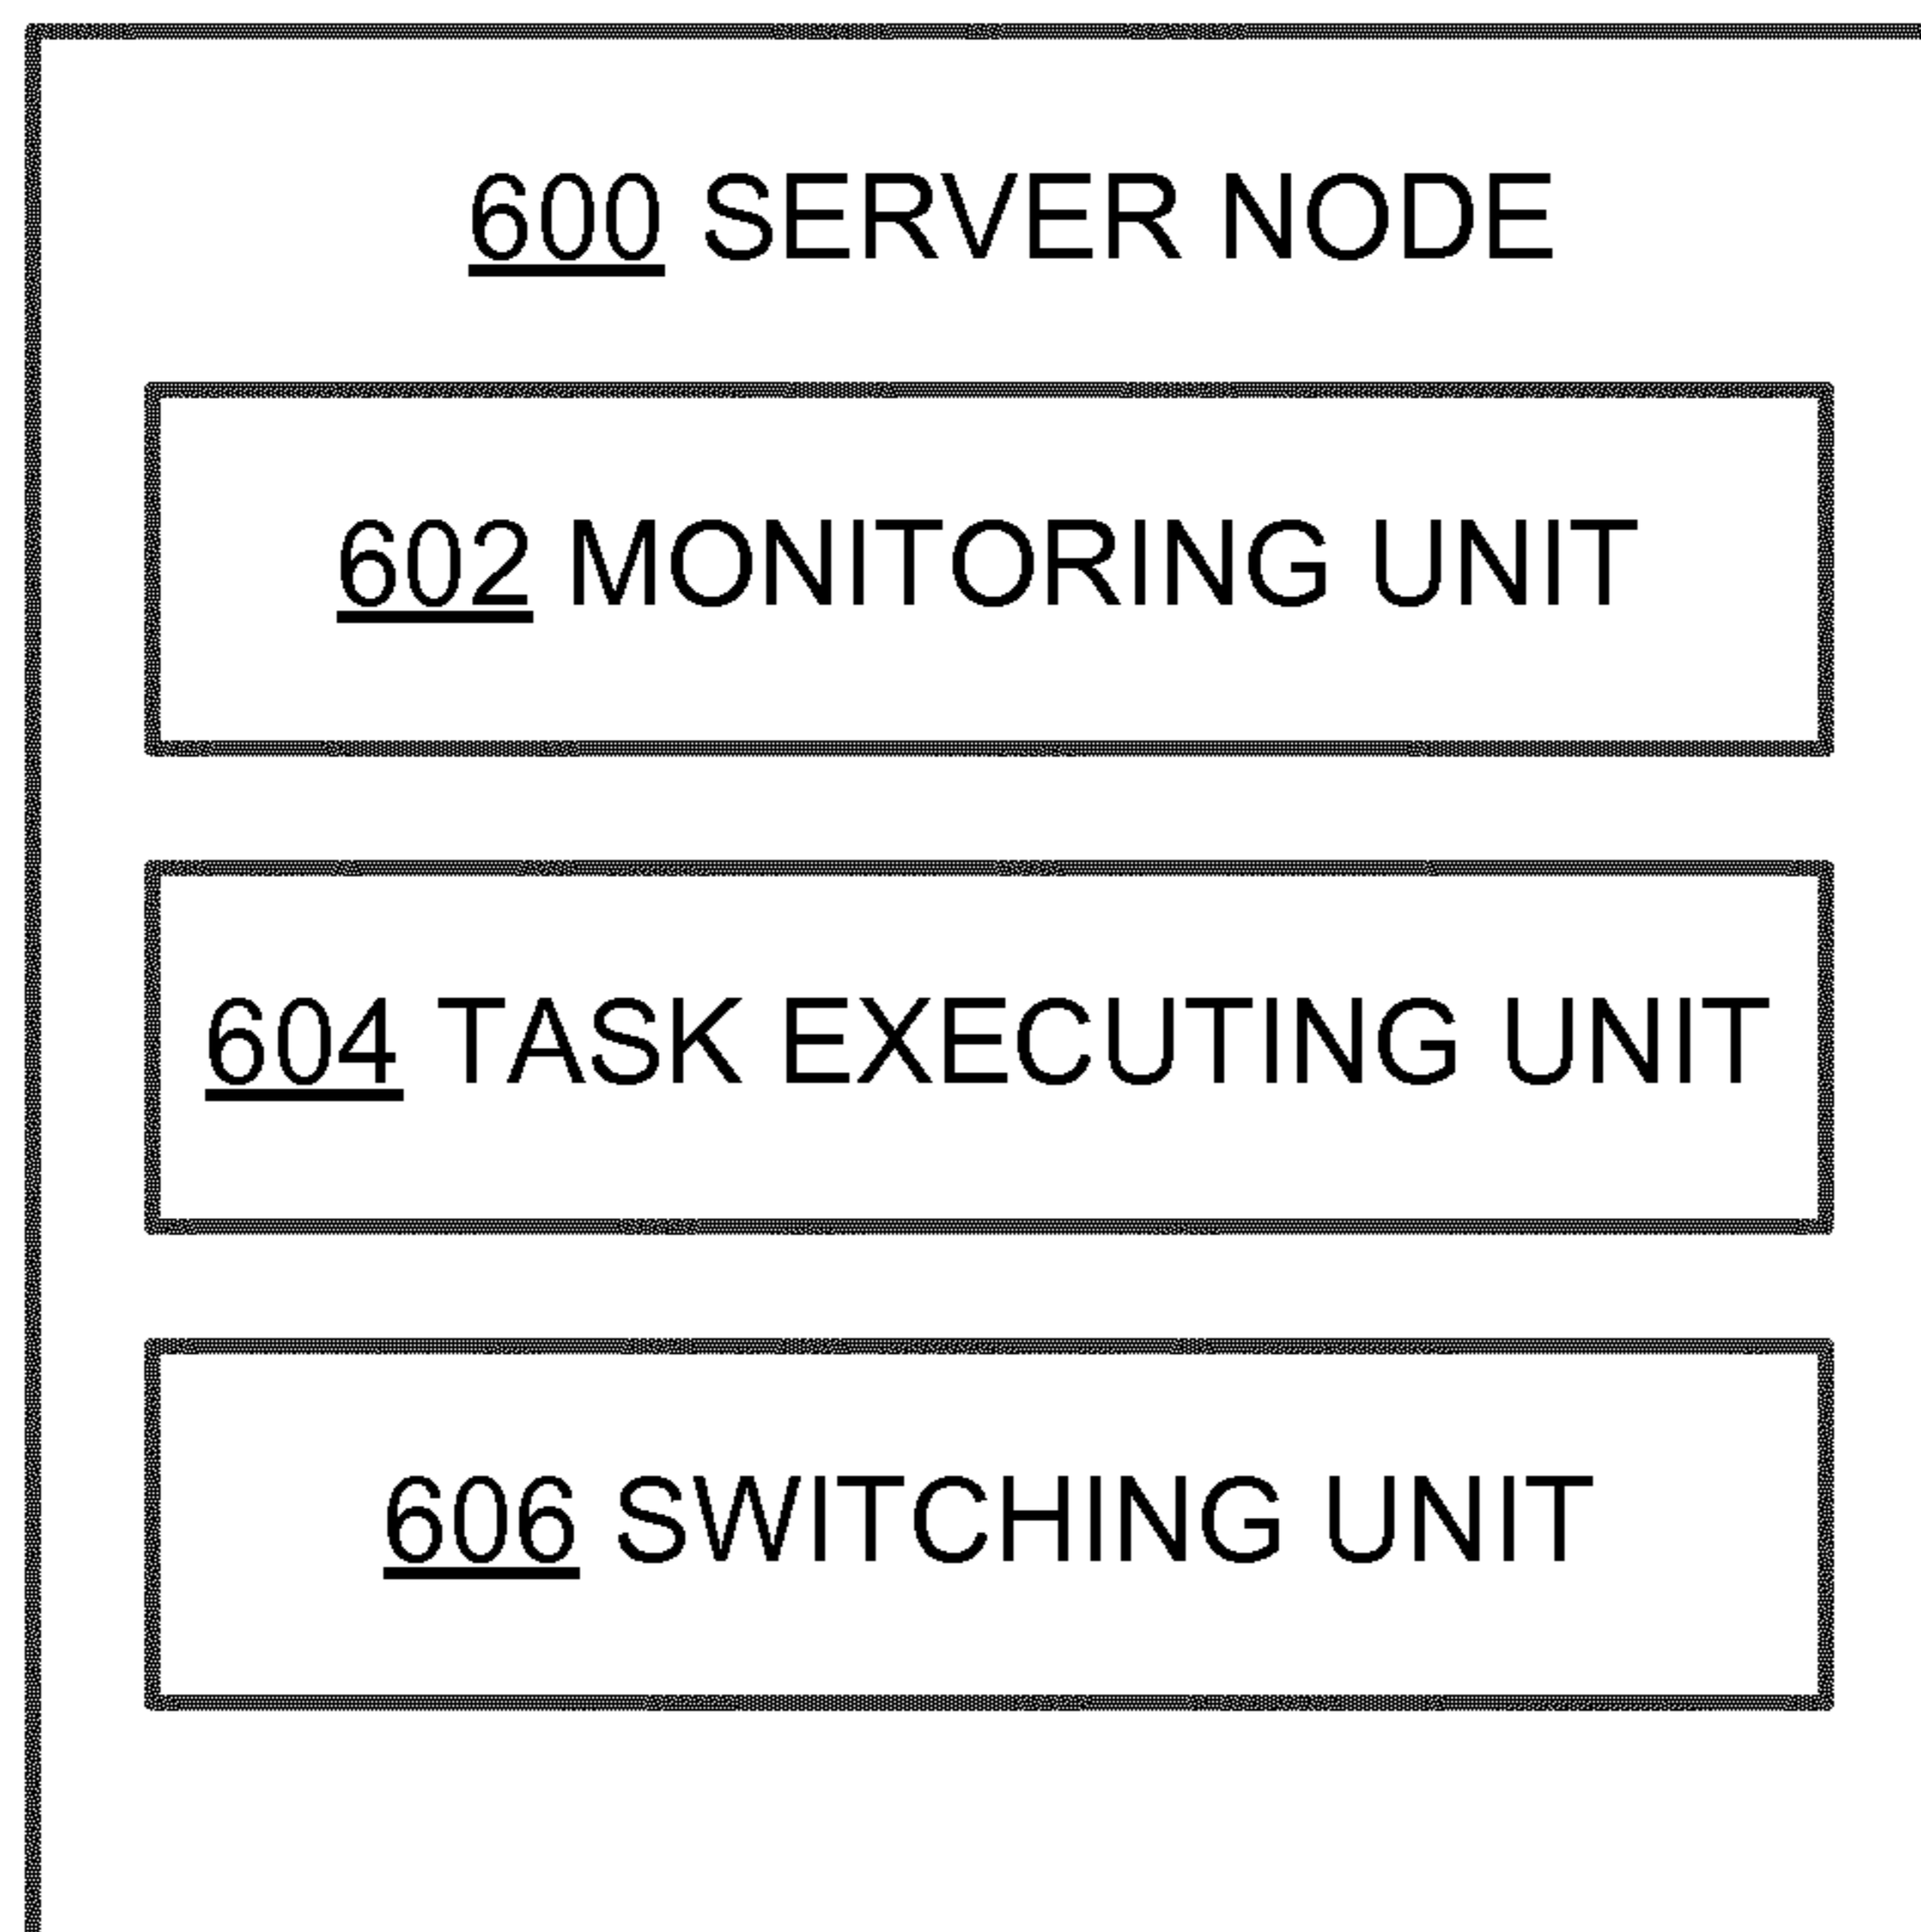 600 SERVER NODE
602 MONITORING UNIT
604 TASK EXECUTING UNIT
606 SWITCHING UNIT